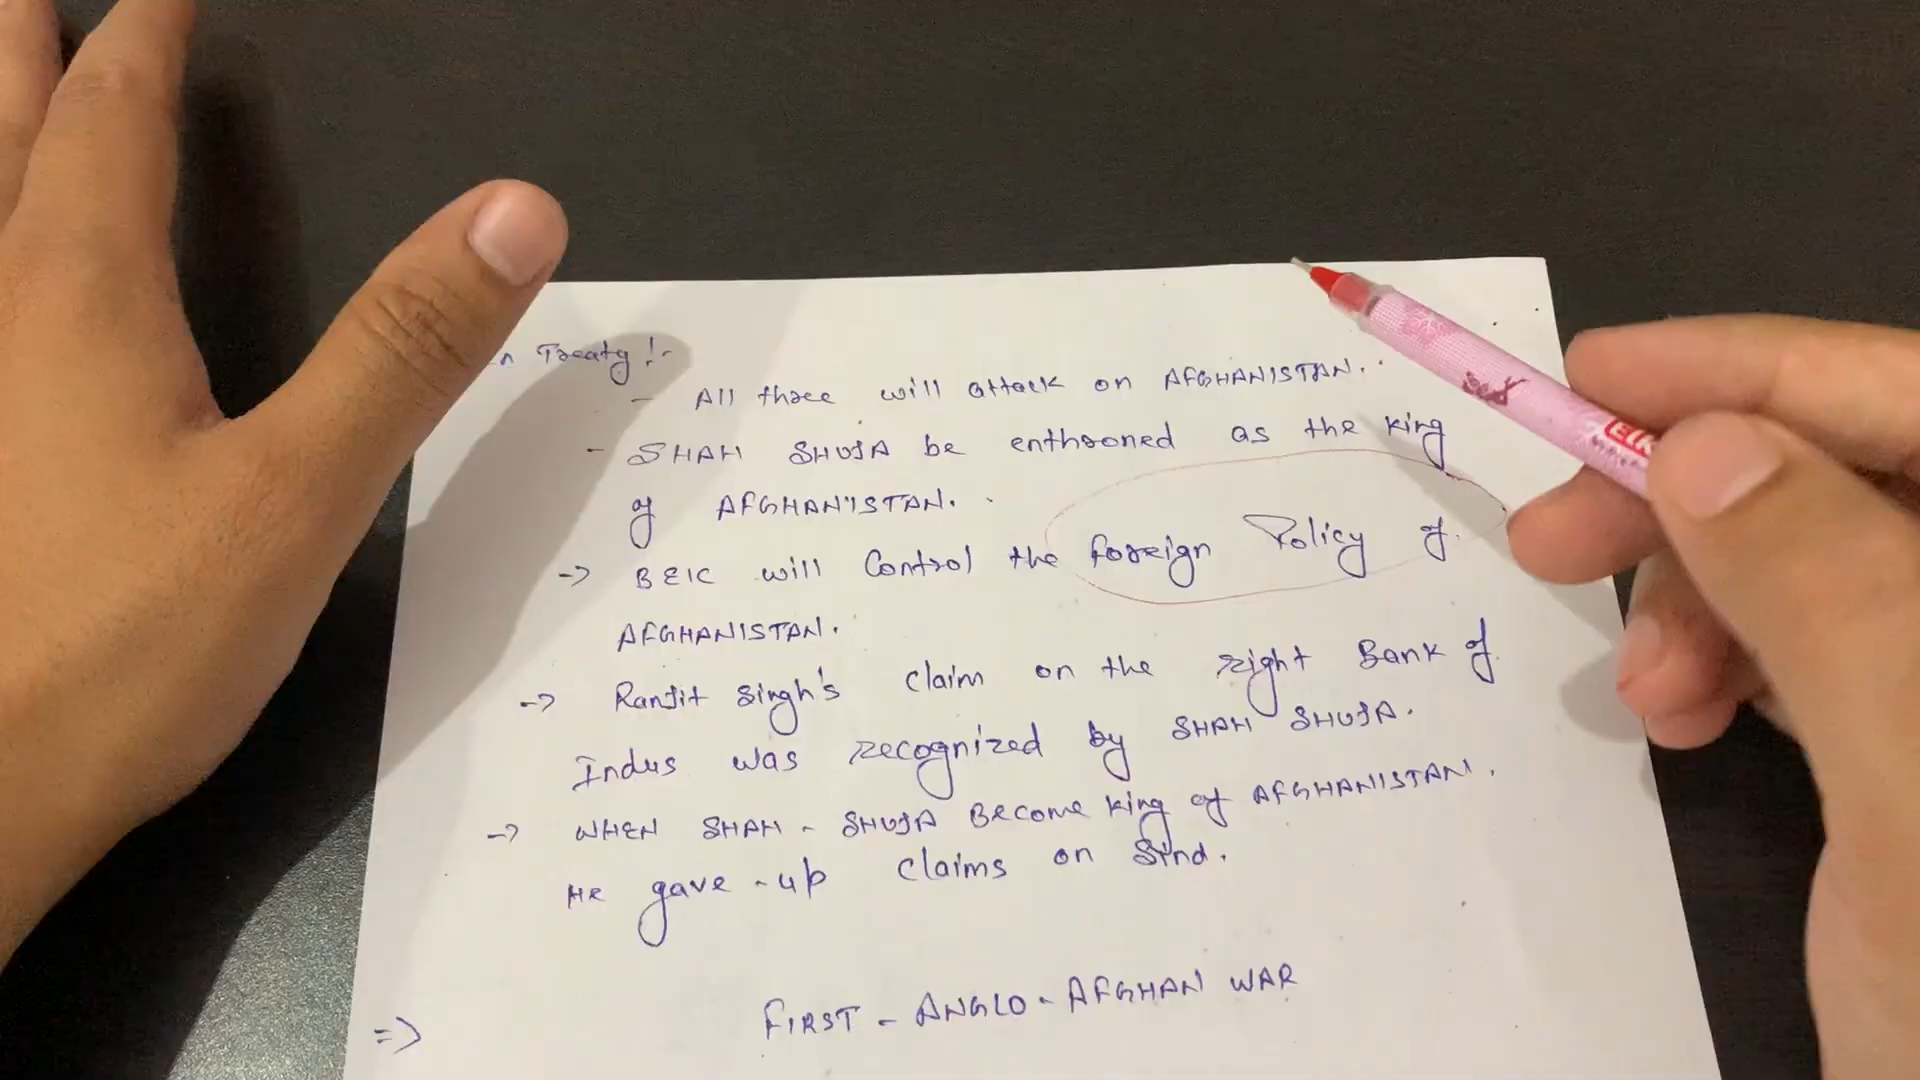 n Treaty :-
- All three will attack on AFGHANISTAN.
- SHAH SHUJA be enthroned as the king
of AFGHANISTAN.
-> BEIC will Control the foreign Policy of
AFGHANISTAN.
-> Ranjit Singh's claim on the right Bank of
Indus was recognized by SHAH SHUJA.
-> WHEN SHAH - SHUJA BECOME king of AFGHANISTAN.
HE gave - up claims on Sind.
=> FIRST - ANGLO - AFGHAN WAR